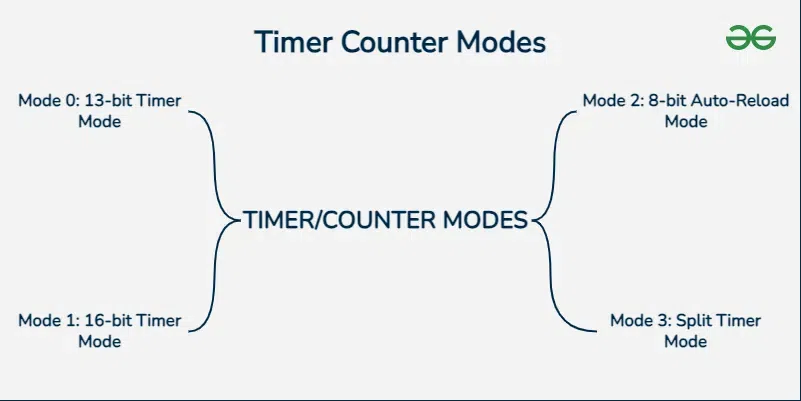 Timer Counter Modes
Mode 0: 13-bit Timer
Mode
Mode 2: 8-bit Auto-Reload
Mode
TIMER/COUNTER MODES
Mode 1: 16-bit Timer
Mode
Mode 3: Split Timer
Mode